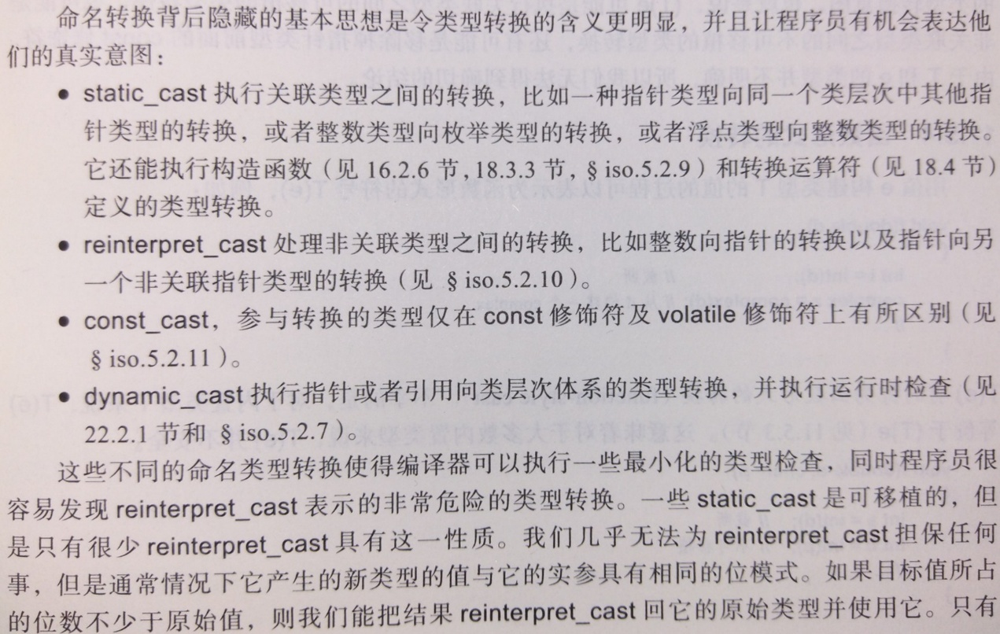 命名转换背后隐藏的基本思想是令类型转换的含义更明显，并且让程序员有机会表达他
们的真实意图：
● static_cast 执行关联类型之间的转换，比如一种指针类型向同一个类层次中其他指
针类型的转换，或者整数类型向枚举类型的转换，或者浮点类型向整数类型的转换。
它还能执行构造函数（见 16.2.6 节, 18.3.3 节, § iso.5.2.9）和转换运算符（见 18.4 节）
定义的类型转换。
● reinterpret_cast 处理非关联类型之间的转换，比如整数向指针的转换以及指针向另
一个非关联指针类型的转换（见 § iso.5.2.10）。
● const_cast，参与转换的类型仅在 const 修饰符及 volatile 修饰符上有所区别（见
§ iso.5.2.11）。
● dynamic_cast 执行指针或者引用向类层次体系的类型转换，并执行运行时检查（见
22.2.1 节和 § iso.5.2.7）。
这些不同的命名类型转换使得编译器可以执行一些最小化的类型检查，同时程序员很
容易发现 reinterpret_cast 表示的非常危险的类型转换。一些 static_cast 是可移植的，但
是只有很少 reinterpret_cast 具有这一性质。我们几乎无法为 reinterpret_cast 担保任何
事，但是通常情况下它产生的新类型的值与它的实参具有相同的位模式。如果目标值所占
的位数不少于原始值，则我们能把结果 reinterpret_cast 回它的原始类型并使用它。只有